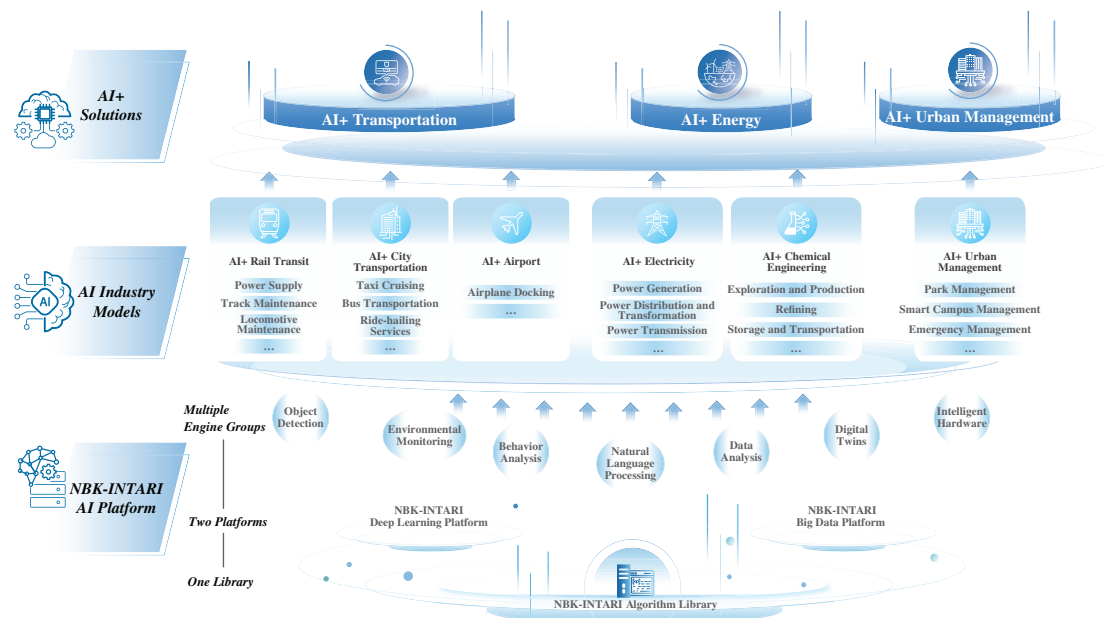 AI+
Solutions
AI+ Transportation
AI+ Energy
AI+ Urban Management
AI Industry
Models
AI
AI+ Rail Transit
Power Supply
Track Maintenance
Locomotive
Maintenance
...
AI+ City
Transportation
Taxi Cruising
Bus Transportation
Ride-hailing
Services
...
AI+ Airport
Airplane Docking
...
AI+ Electricity
Power Generation
Power Distribution and
Transformation
Power Transmission
...
AI+ Chemical
Engineering
Exploration and Production
Refining
Storage and Transportation
...
AI+ Urban
Management
Park Management
Smart Campus Management
Emergency Management
...
NBK-INTARI
AI Platform
Multiple
Engine Groups
Object
Detection
Environmental
Monitoring
Behavior
Analysis
Natural
Language
Processing
Data
Analysis
Digital
Twins
Intelligent
Hardware
Two Platforms
NBK-INTARI
Deep Learning Platform
NBK-INTARI
Big Data Platform
One Library
NBK-INTARI Algorithm Library